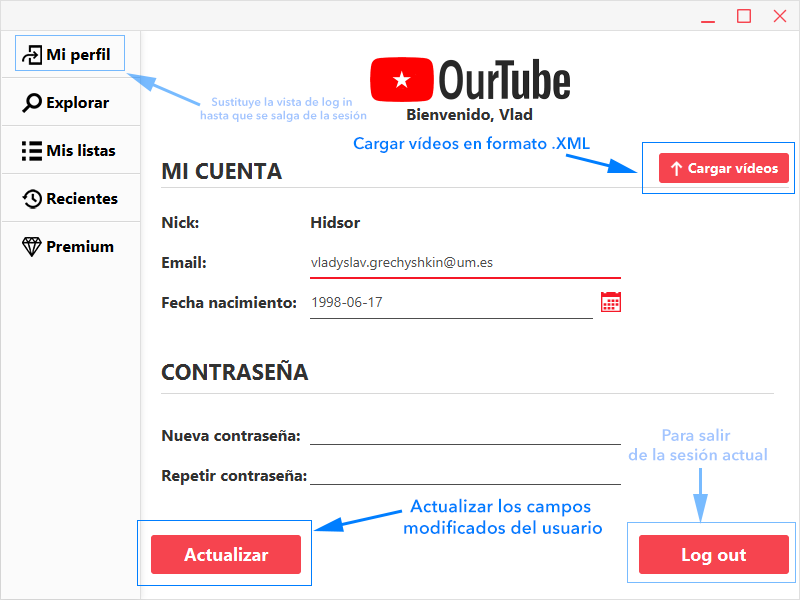 Mi perfil
Explorar
Mis listas
Recientes
Premium
Sustituye la vista de log in
hasta que se salga de la sesión
OurTube
Bienvenido, Vlad
Cargar vídeos en formato .XML
MI CUENTA
Cargar vídeos
Nick: Hidsor
Email: vladyslav.grechyshkin@um.es
Fecha nacimiento: 1998-06-17
CONTRASEÑA
Nueva contraseña:
Repetir contraseña:
Para salir
de la sesión actual
Actualizar los campos
modificados del usuario
Actualizar
Log out